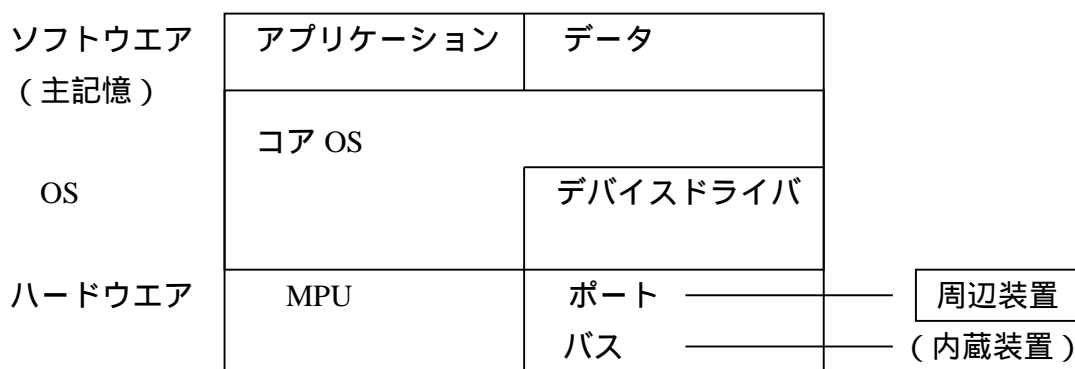 ソフトウエア アプリケーション データ
(主記憶)
コア OS
OS デバイスドライバ
ハードウエア MPU ポート 周辺装置
バス (内蔵装置)